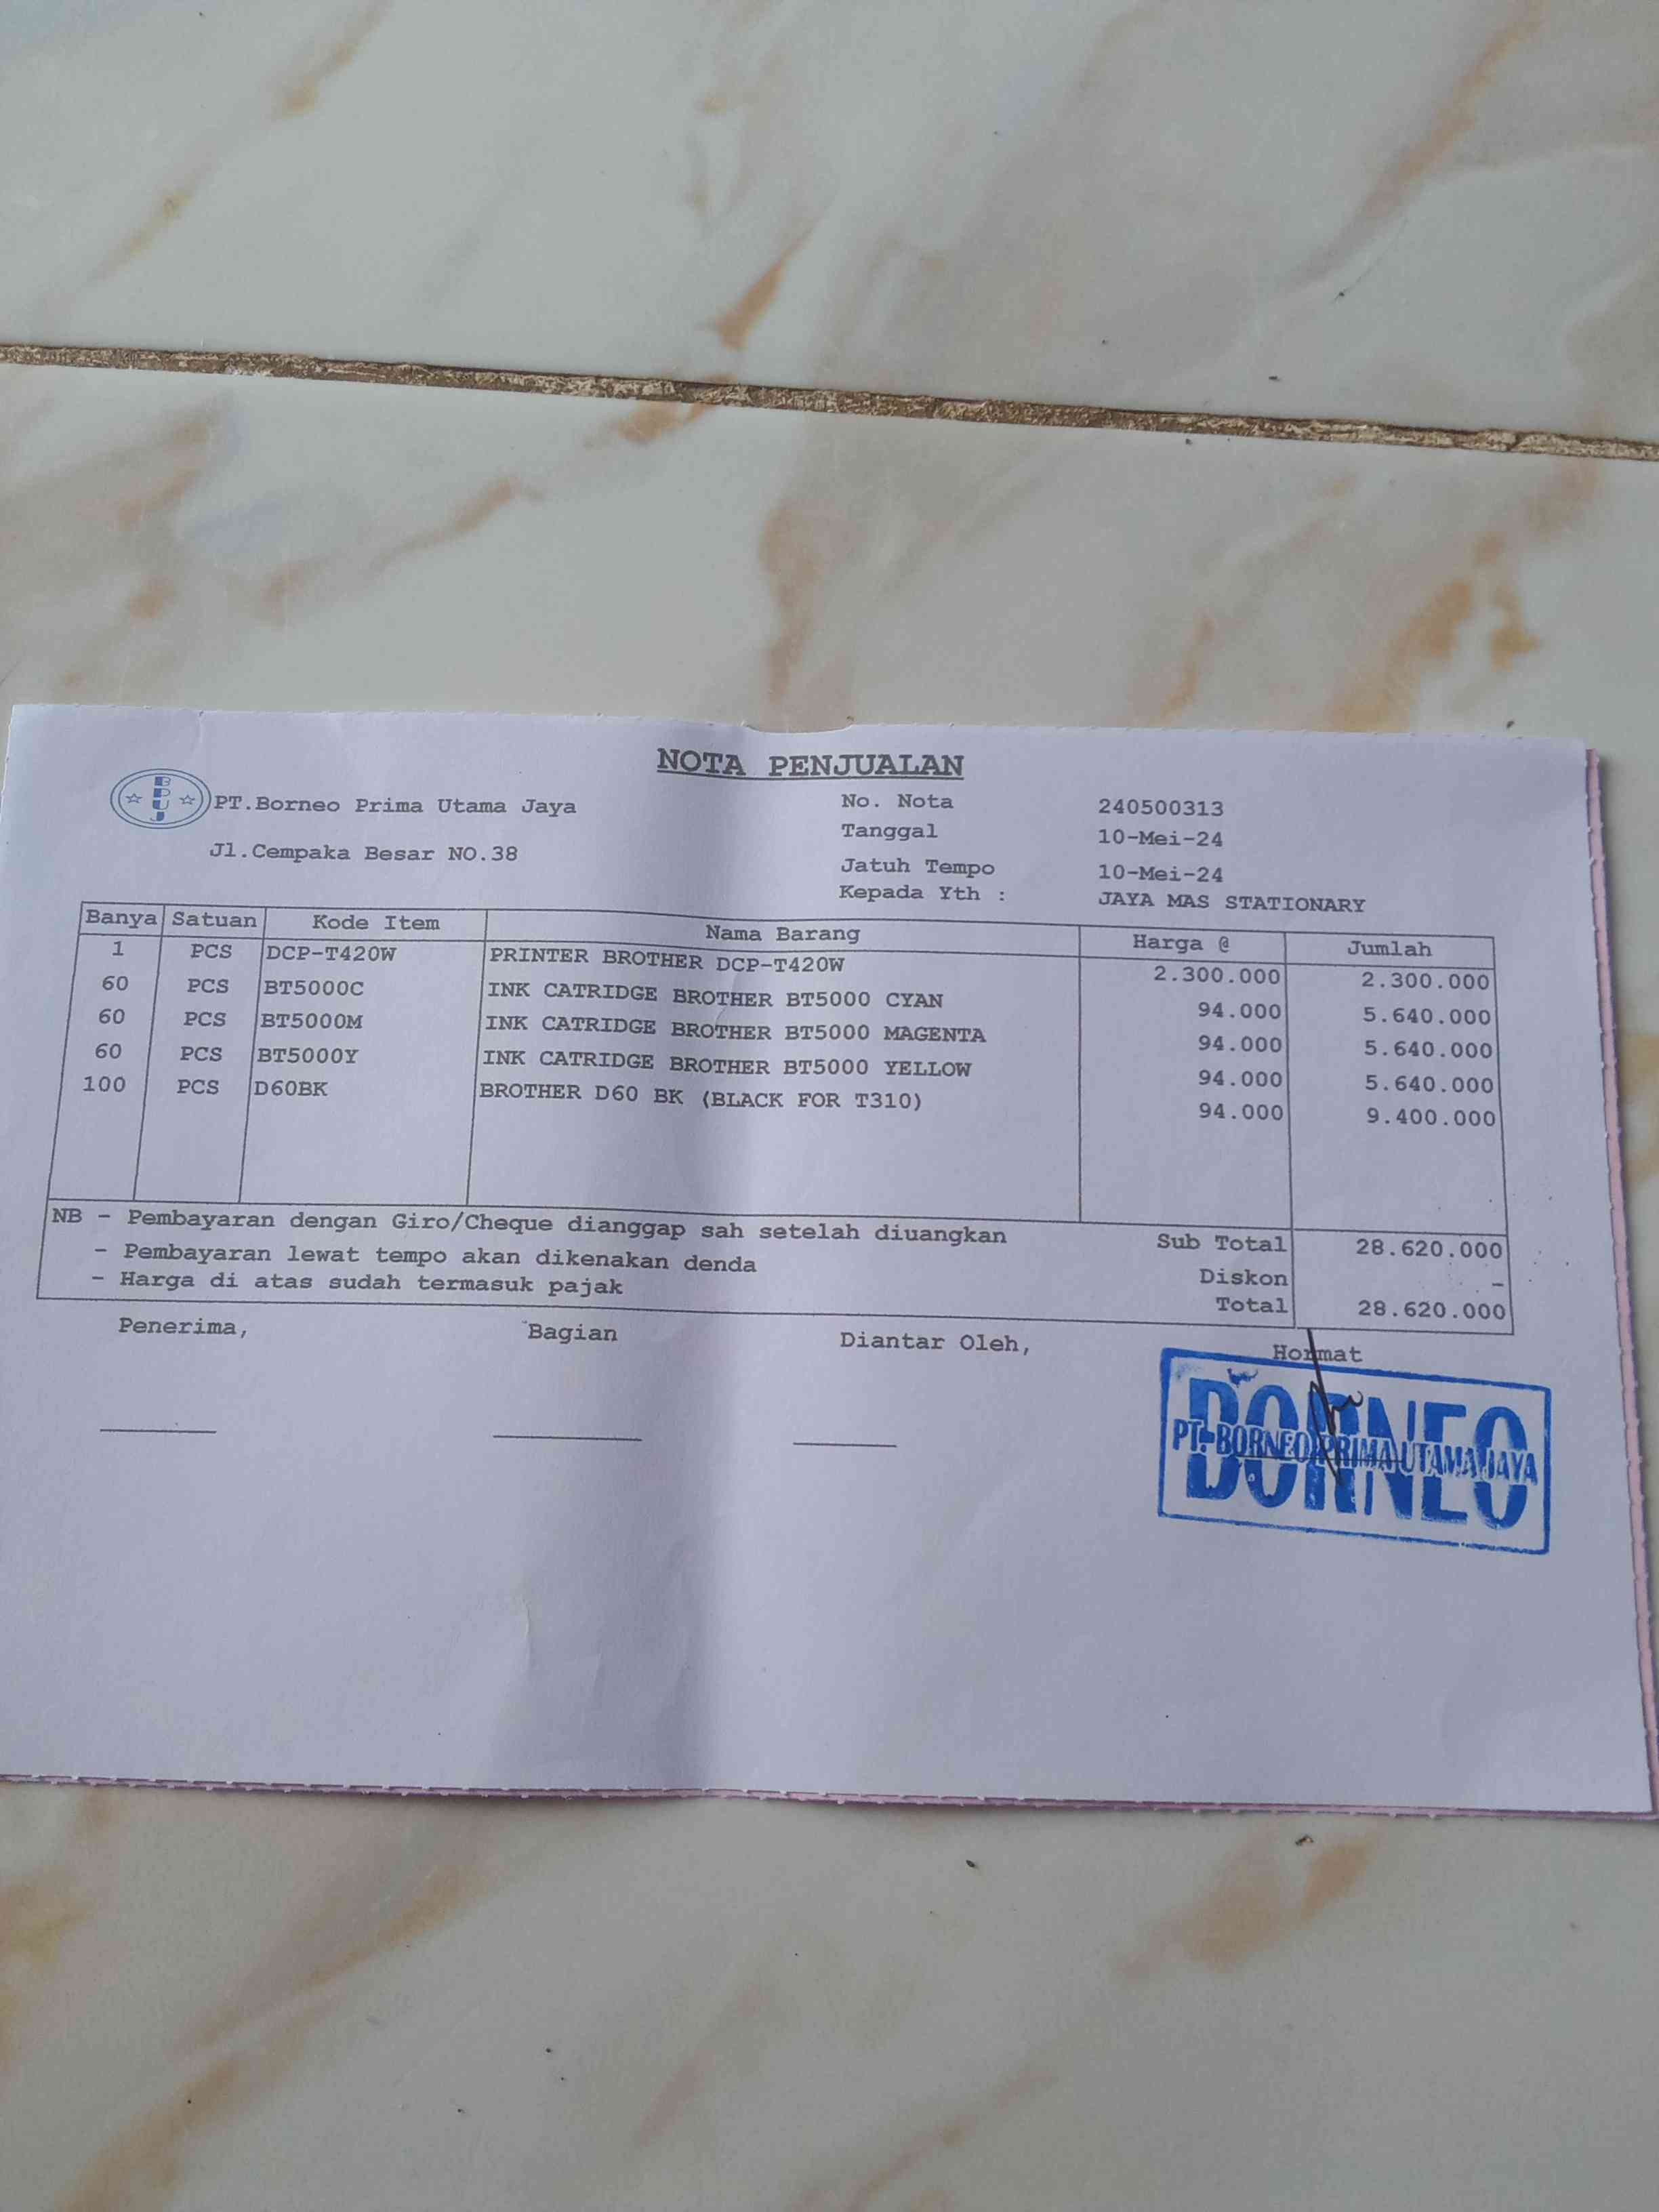 NOTA PENJUALAN
BPUJ
PT.Borneo Prima Utama Jaya
Jl.Cempaka Besar NO.38
No. Nota 240500313
Tanggal 10-Mei-24
Jatuh Tempo 10-Mei-24
Kepada Yth : JAYA MAS STATIONARY
Banya Satuan Kode Item Nama Barang Harga @ Jumlah
1 PCS DCP-T420W PRINTER BROTHER DCP-T420W 2.300.000 2.300.000
60 PCS BT5000C INK CATRIDGE BROTHER BT5000 CYAN 94.000 5.640.000
60 PCS BT5000M INK CATRIDGE BROTHER BT5000 MAGENTA 94.000 5.640.000
60 PCS BT5000Y INK CATRIDGE BROTHER BT5000 YELLOW 94.000 5.640.000
100 PCS D60BK BROTHER D60 BK (BLACK FOR T310) 94.000 9.400.000
NB - Pembayaran dengan Giro/Cheque dianggap sah setelah diuangkan Sub Total 28.620.000
- Pembayaran lewat tempo akan dikenakan denda Diskon -
- Harga di atas sudah termasuk pajak Total 28.620.000
Penerima, Bagian Diantar Oleh, Hormat
BORNEO
PT. BORNEO PRIMA UTAMA JAYA